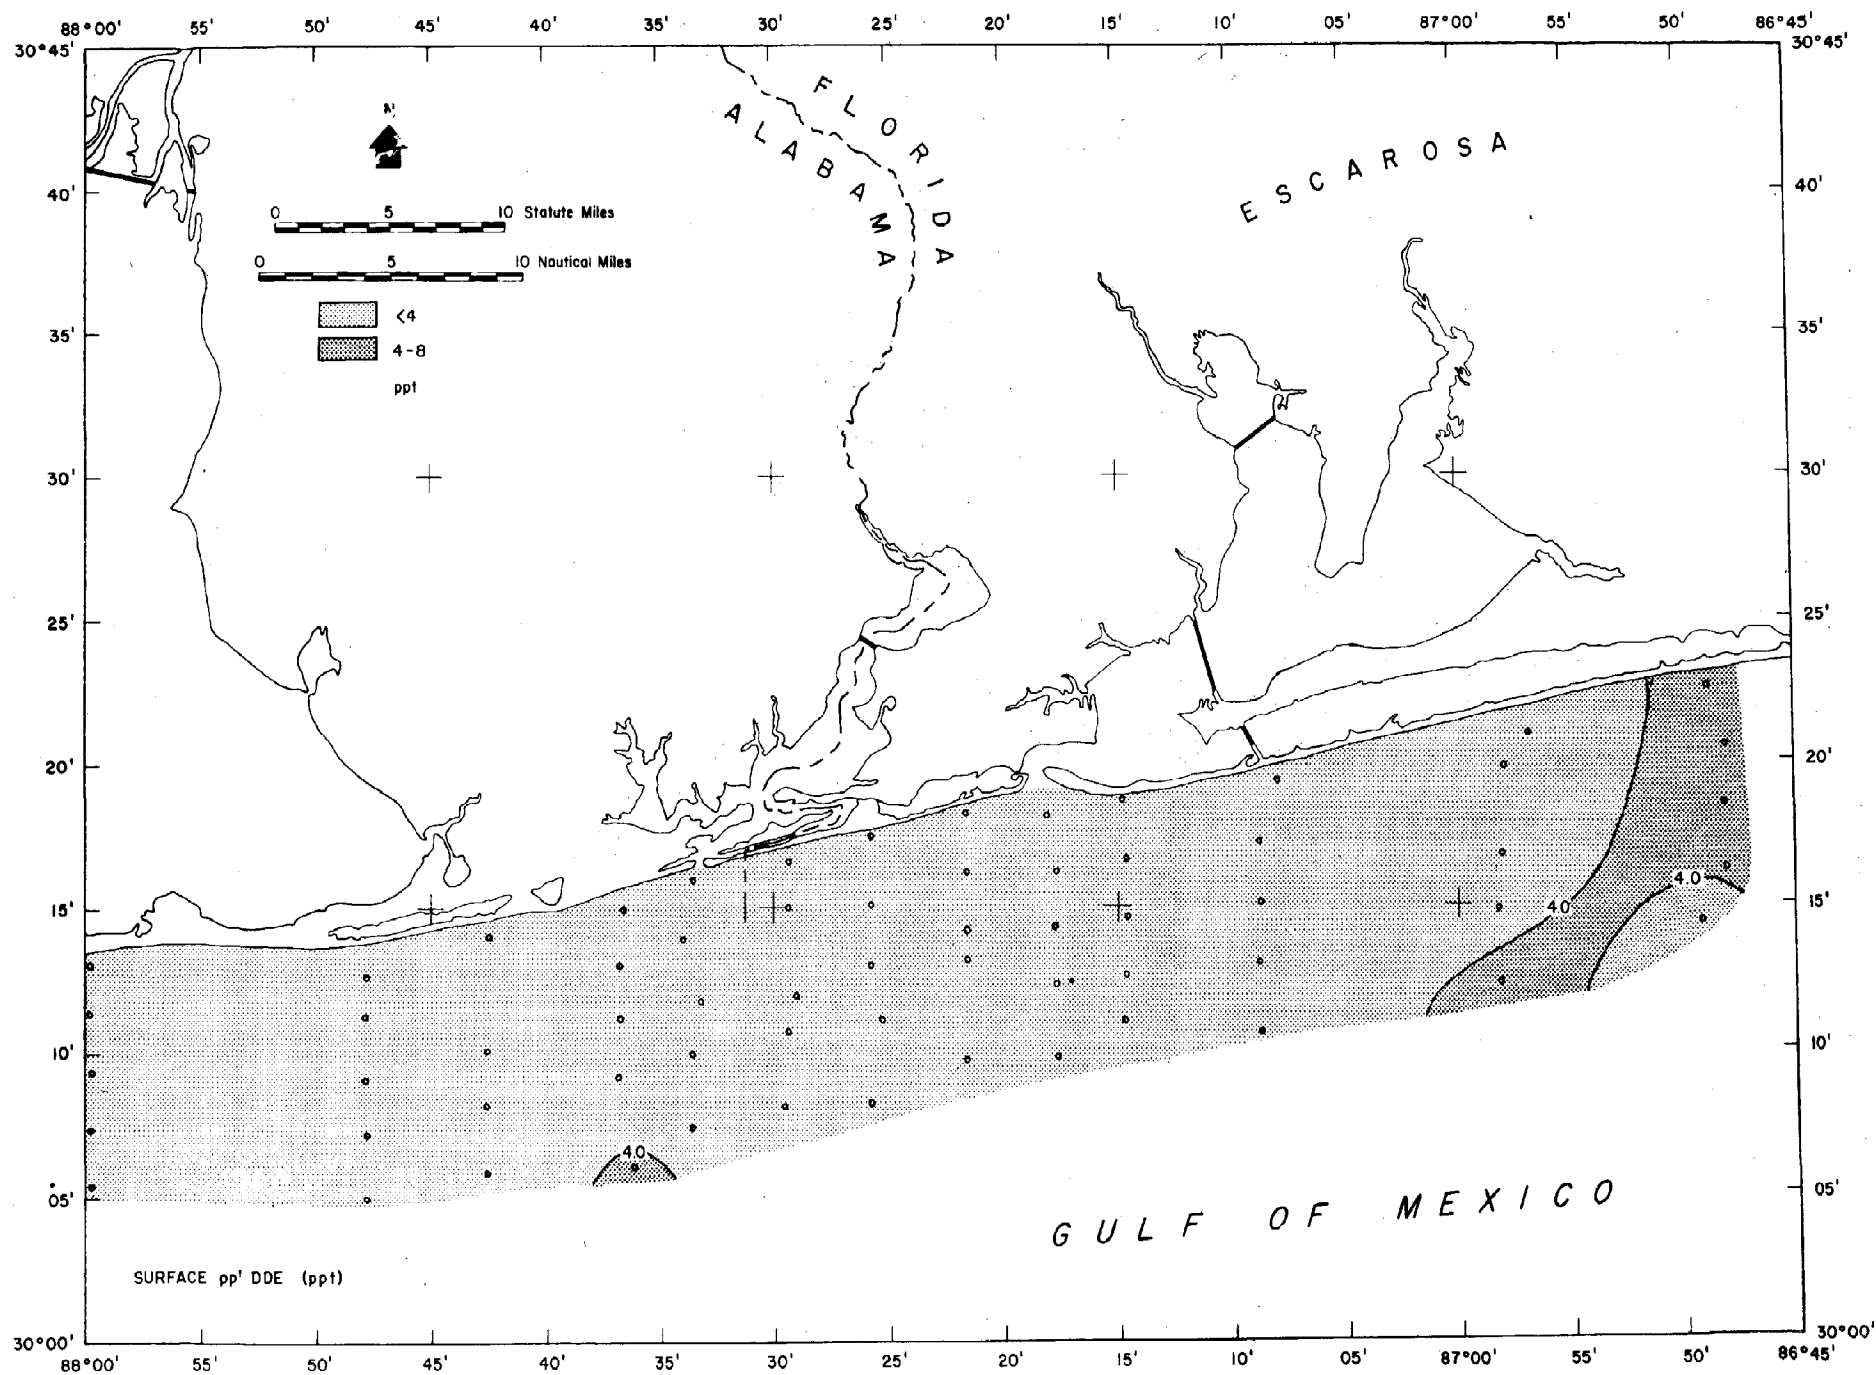 88°00' 55' 50' 45' 40' 35' 30' 25' 20' 15' 10' 05' 87°00' 55' 50' 86°45'
30°45' 30°45'
N
FLORIDA
ALABAMA
ESCAROSA
40' 40'
0 5 10 Statute Miles
0 5 10 Nautical Miles
<4
4-8
ppt
35' 35'
30' 30'
25' 25'
20' 20'
4.0
15' 40 15'
10' 10'
4.0
05' 05'
GULF OF MEXICO
SURFACE pp' DDE (ppt)
30°00' 30°00'
88°00' 55' 50' 45' 40' 35' 30' 25' 20' 15' 10' 05' 87°00' 55' 50' 86°45'